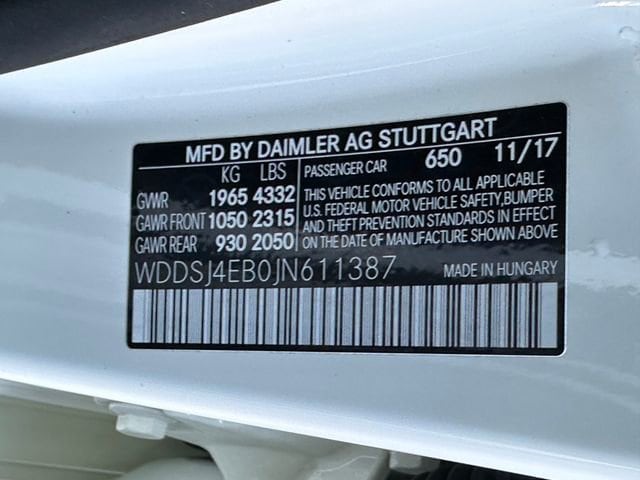 MFD BY DAIMLER AG STUTTGART
KG LBS
GVWR 1965 4332
GAWR FRONT 1050 2315
GAWR REAR 930 2050
PASSENGER CAR 650 11/17
THIS VEHICLE CONFORMS TO ALL APPLICABLE
U.S. FEDERAL MOTOR VEHICLE SAFETY,BUMPER
AND THEFT PREVENTION STANDARDS IN EFFECT
ON THE DATE OF MANUFACTURE SHOWN ABOVE
WDDSJ4EB0JN611387 MADE IN HUNGARY